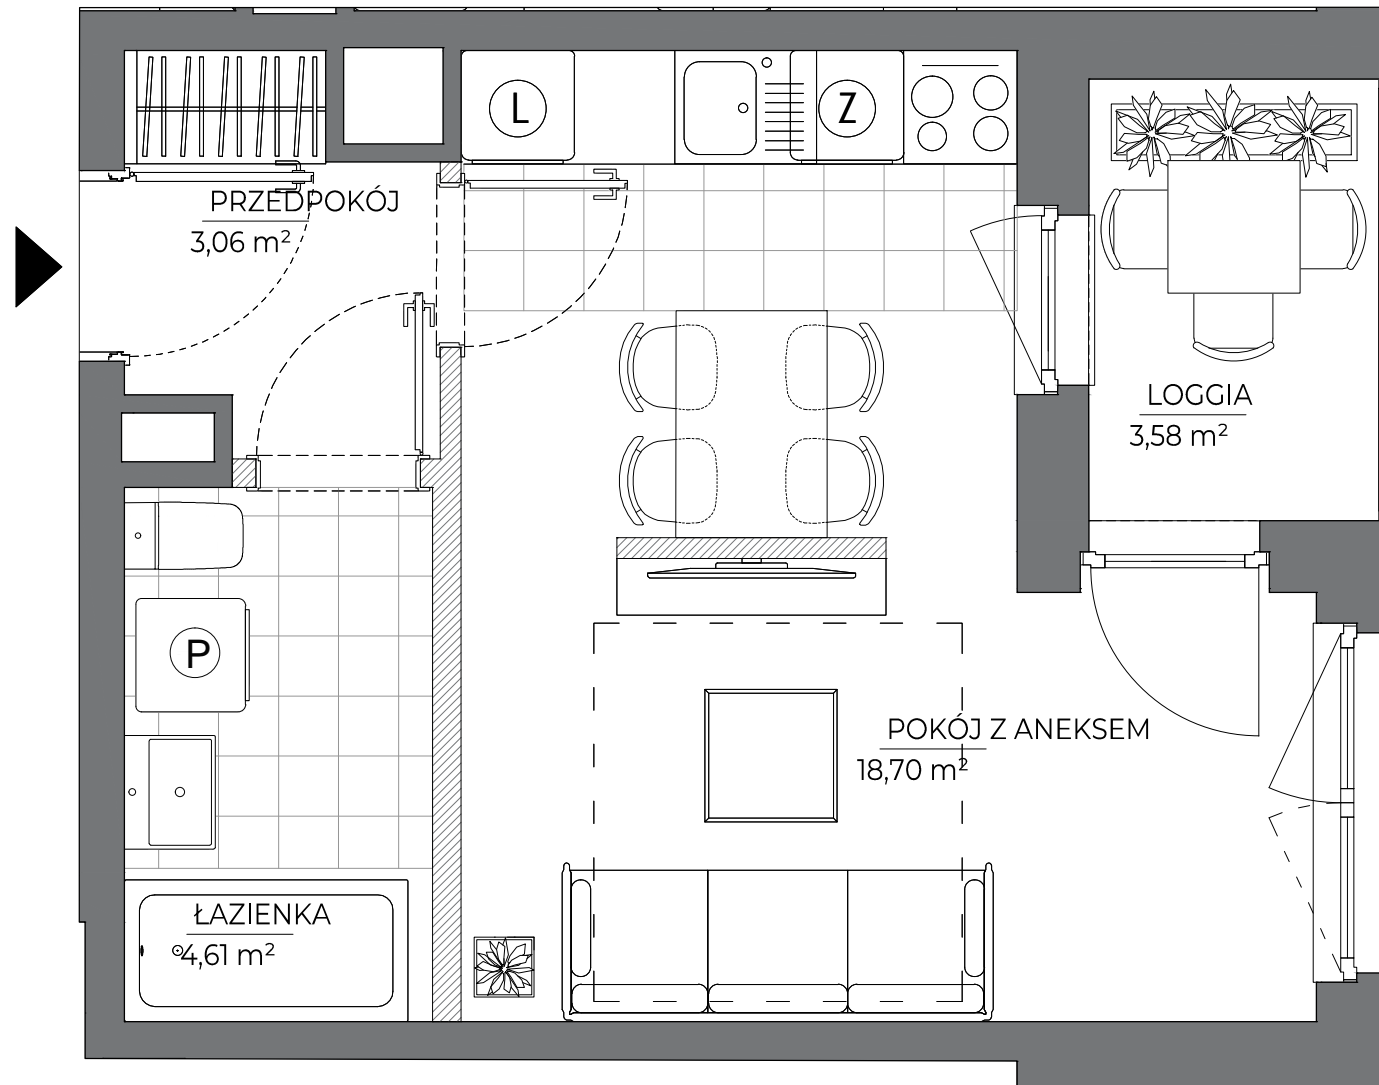 L
Z
PRZEDPOKÓJ
3,06 m²
LOGGIA
3,58 m²
P
POKÓJ Z ANEKSEM
18,70 m²
ŁAZIENKA
4,61 m²